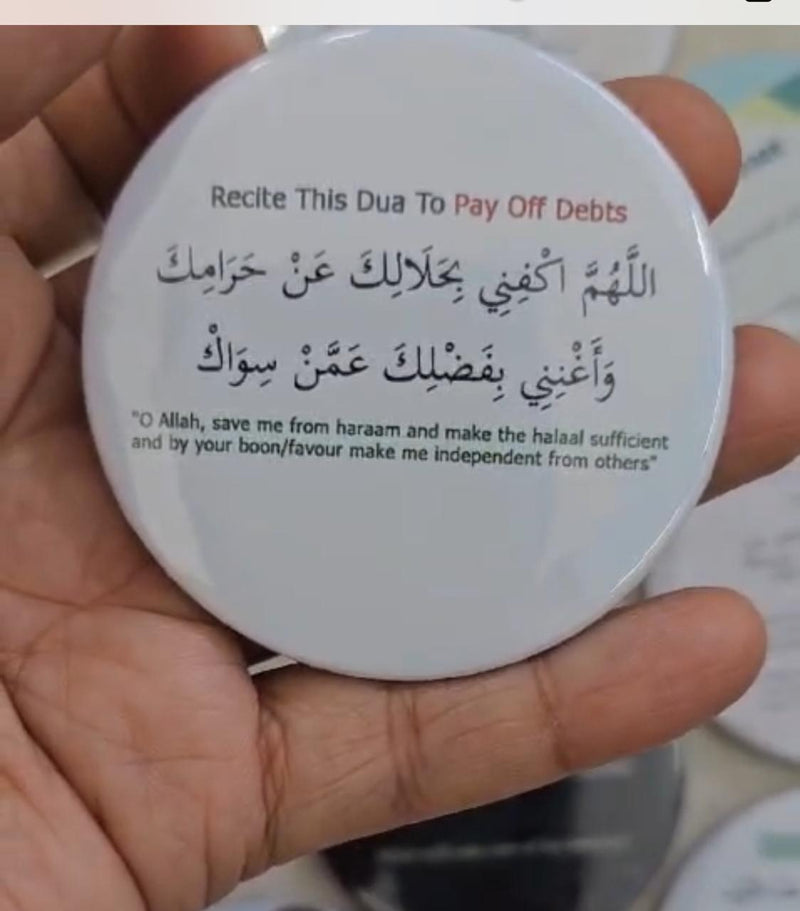 Recite This Dua To Pay Off Debts
اللَّهُمَّ اكْفِنِي بِحَلَالِكَ عَنْ حَرَامِكَ
وَأَغْنِنِي بِفَضْلِكَ عَمَّنْ سِوَاكْ
"O Allah, save me from haraam and make the halaal sufficient
and by your boon/favour make me independent from others"